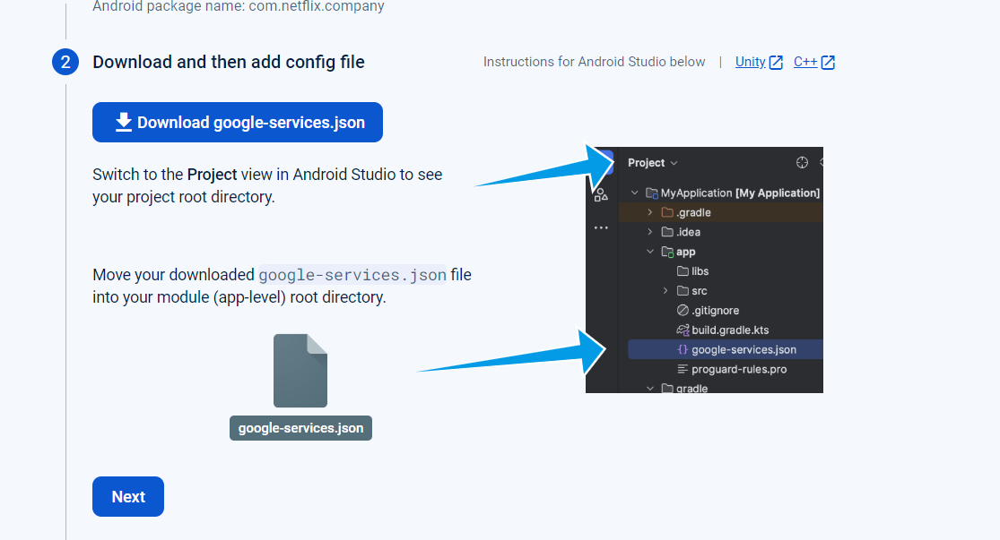 Android package name: com.netflix.company
2 Download and then add config file
Instructions for Android Studio below | Unity C++
Download google-services.json
Switch to the Project view in Android Studio to see
your project root directory.
Move your downloaded google-services.json file
into your module (app-level) root directory.
google-services.json
Next
Project
MyApplication [My Application]
.gradle
.idea
app
libs
src
.gitignore
build.gradle.kts
{} google-services.json
proguard-rules.pro
gradle